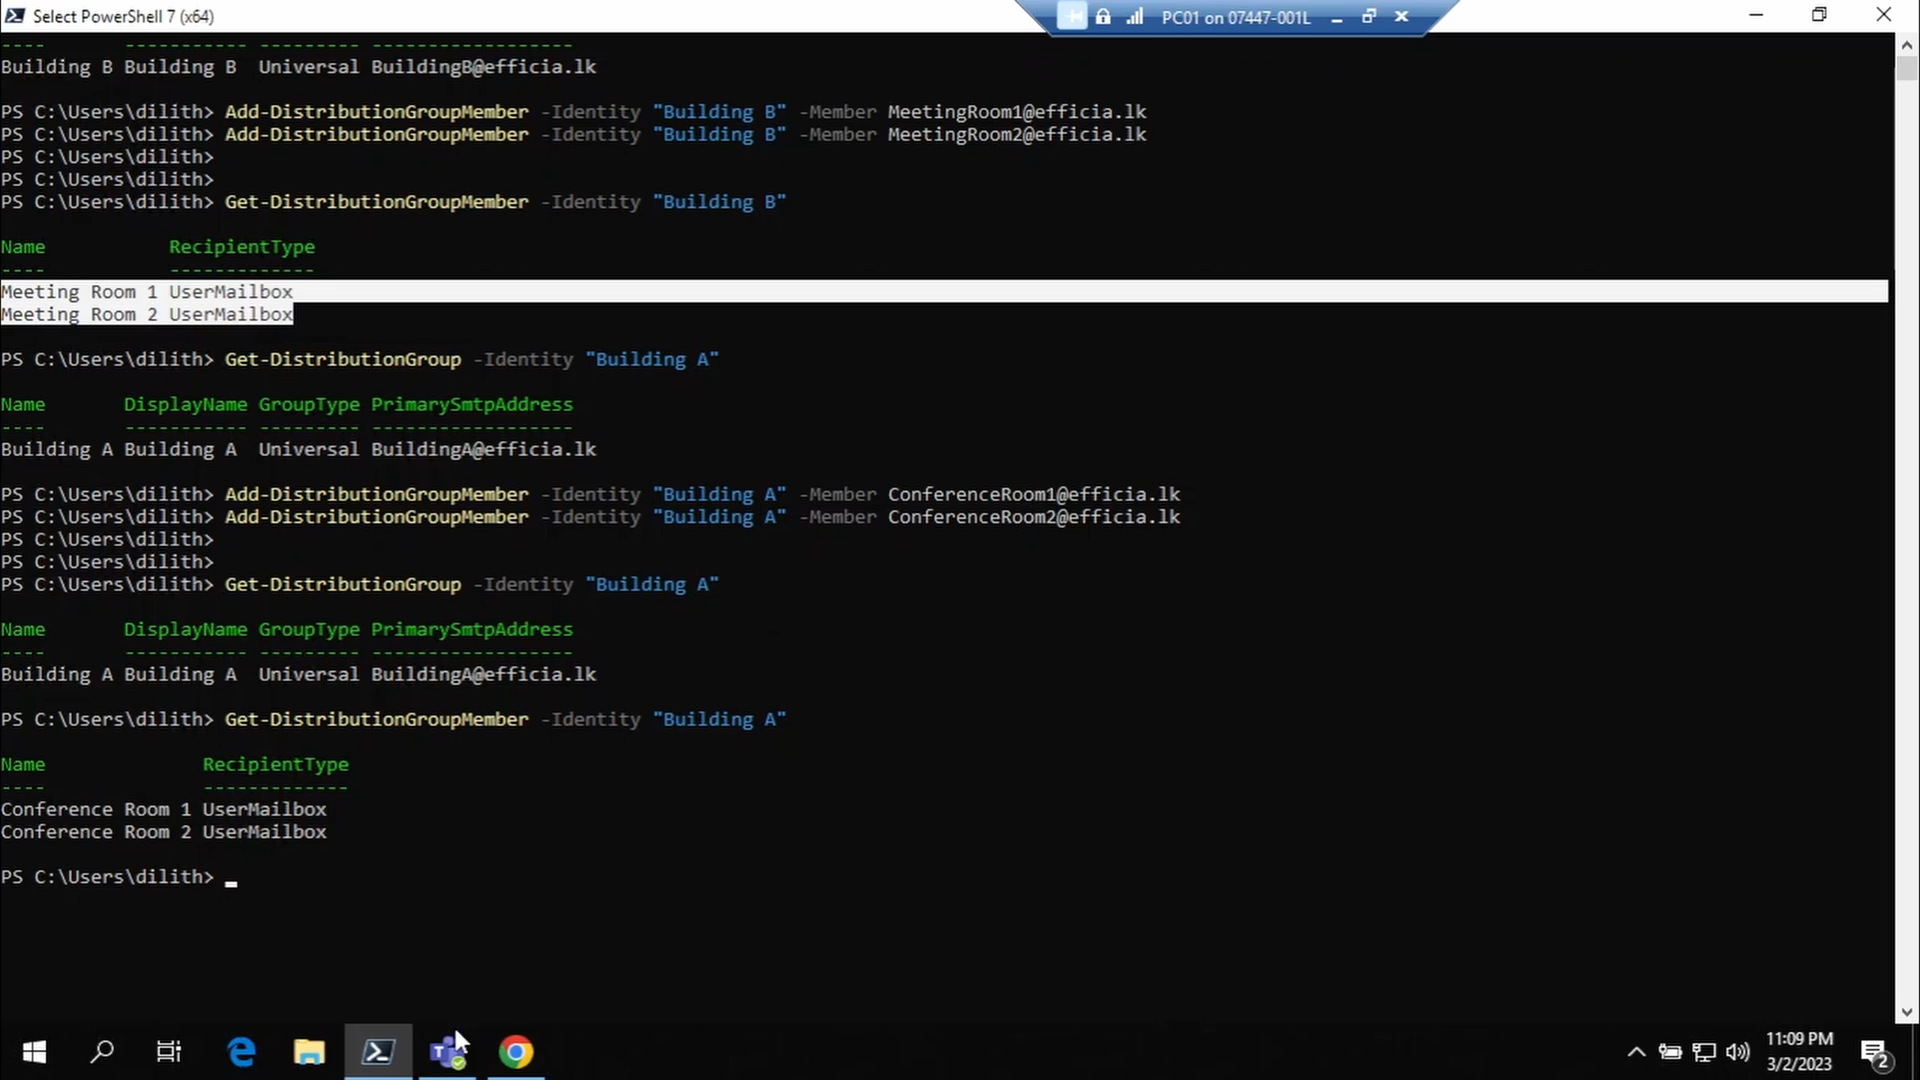 Select PowerShell 7 (x64)
PC01 on 07447-001L
---- ----------- --------- ------------------
Building B Building B  Universal BuildingB@efficia.lk
PS C:\Users\dilith> Add-DistributionGroupMember -Identity "Building B" -Member MeetingRoom1@efficia.lk
PS C:\Users\dilith> Add-DistributionGroupMember -Identity "Building B" -Member MeetingRoom2@efficia.lk
PS C:\Users\dilith>
PS C:\Users\dilith>
PS C:\Users\dilith> Get-DistributionGroupMember -Identity "Building B"
Name           RecipientType
----           -------------
Meeting Room 1 UserMailbox
Meeting Room 2 UserMailbox
PS C:\Users\dilith> Get-DistributionGroup -Identity "Building A"
Name       DisplayName GroupType PrimarySmtpAddress
----       ----------- --------- ------------------
Building A Building A  Universal BuildingA@efficia.lk
PS C:\Users\dilith> Add-DistributionGroupMember -Identity "Building A" -Member ConferenceRoom1@efficia.lk
PS C:\Users\dilith> Add-DistributionGroupMember -Identity "Building A" -Member ConferenceRoom2@efficia.lk
PS C:\Users\dilith>
PS C:\Users\dilith>
PS C:\Users\dilith> Get-DistributionGroup -Identity "Building A"
Name       DisplayName GroupType PrimarySmtpAddress
----       ----------- --------- ------------------
Building A Building A  Universal BuildingA@efficia.lk
PS C:\Users\dilith> Get-DistributionGroupMember -Identity "Building A"
Name              RecipientType
----              -------------
Conference Room 1 UserMailbox
Conference Room 2 UserMailbox
PS C:\Users\dilith>
11:09 PM
3/2/2023
2